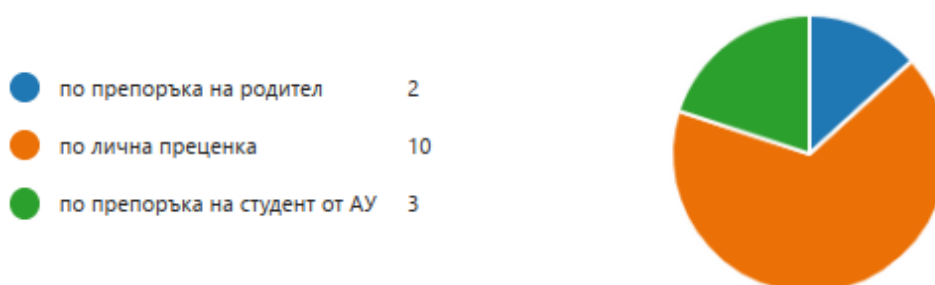 по препоръка на родител 2
по лична преценка 10
по препоръка на студент от АУ 3